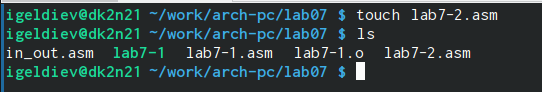 igeldiev@dk2n21 ~/work/arch-pc/lab07 $ touch lab7-2.asm
igeldiev@dk2n21 ~/work/arch-pc/lab07 $ ls
in_out.asm  lab7-1  lab7-1.asm  lab7-1.o  lab7-2.asm
igeldiev@dk2n21 ~/work/arch-pc/lab07 $